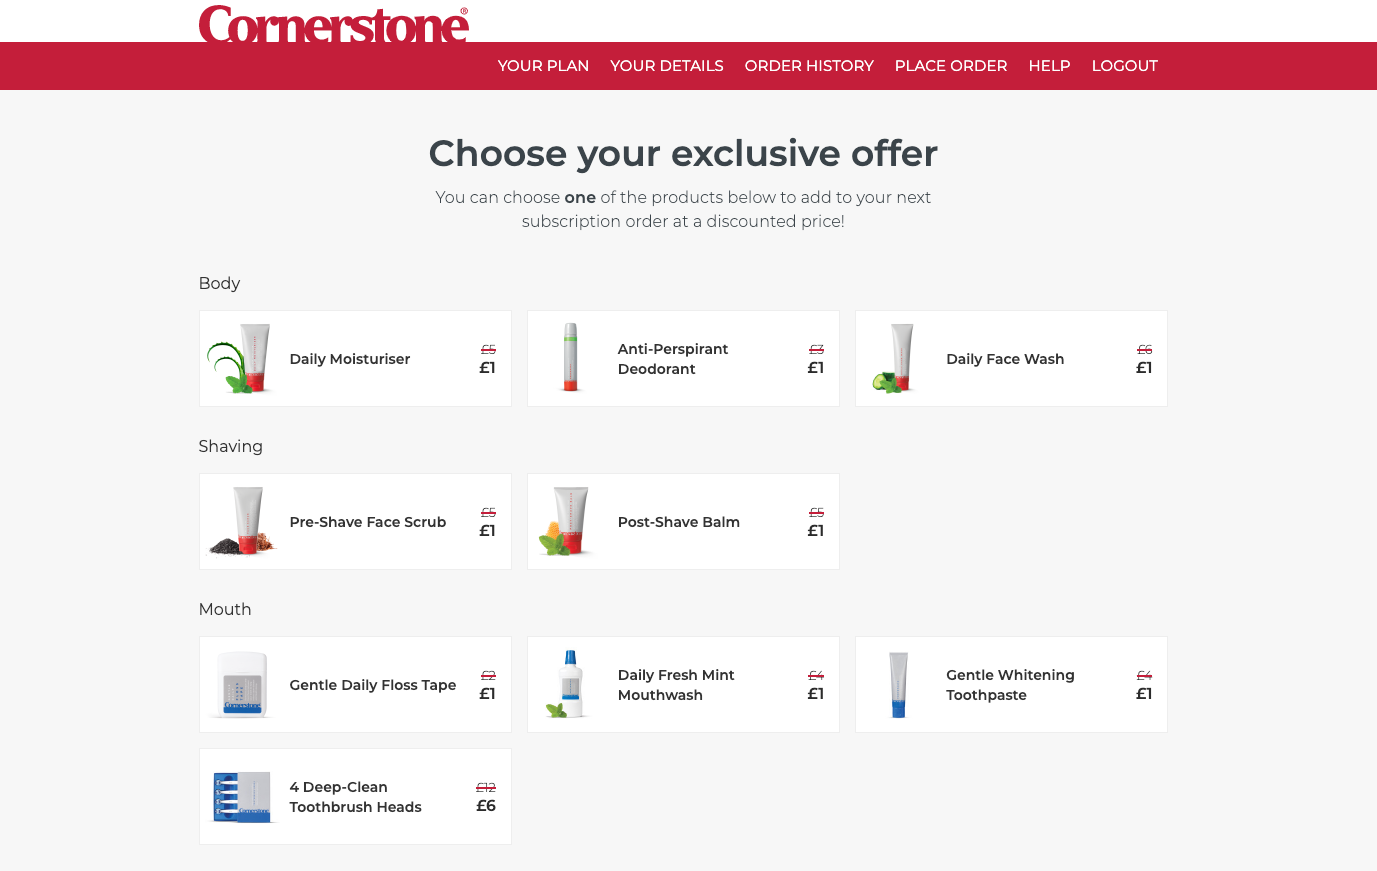 Cornerstone®
YOUR PLAN YOUR DETAILS ORDER HISTORY PLACE ORDER HELP LOGOUT
Choose your exclusive offer
You can choose one of the products below to add to your next
subscription order at a discounted price!
Body
Daily Moisturiser
£5
£1
Anti-Perspirant
Deodorant
£3
£1
Daily Face Wash
£6
£1
Shaving
Pre-Shave Face Scrub
£5
£1
Post-Shave Balm
£5
£1
Mouth
Cornerstone
Gentle Daily Floss Tape
£2
£1
Daily Fresh Mint
Mouthwash
£4
£1
Gentle Whitening
Toothpaste
£4
£1
Cornerstone
4 Deep-Clean
Toothbrush Heads
£12
£6